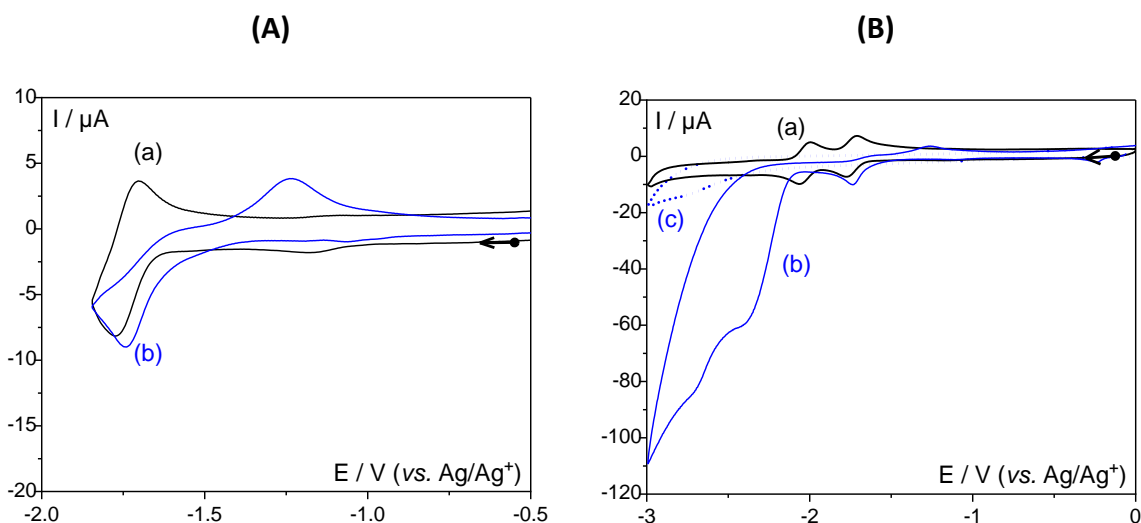 (A)
10
I / µA
(a)
5
0
-5
(b)
-10
-15
E / V (vs. Ag/Ag⁺)
-20
-2.0
-1.5
-1.0
-0.5
(B)
20
I / µA
(a)
0
-20
(c)
-40
(b)
-60
-80
-100
E / V (vs. Ag/Ag⁺)
-120
-3
-2
-1
0